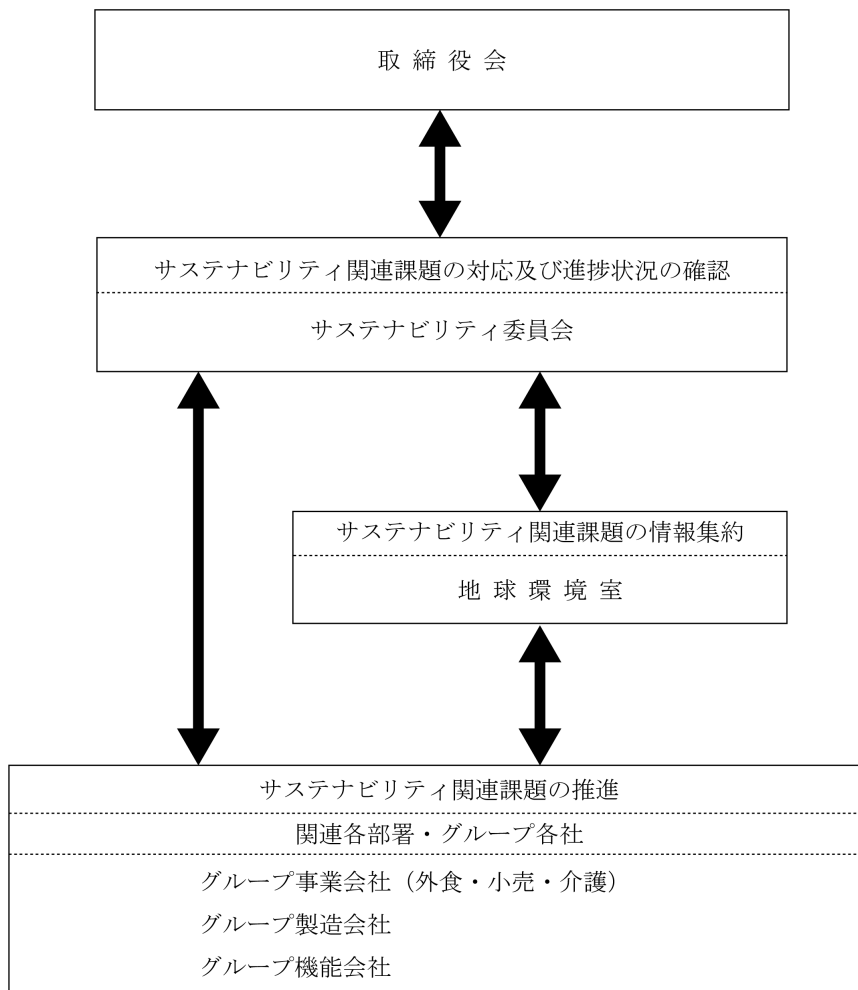 取締役会
サステナビリティ関連課題の対応及び進捗状況の確認
サステナビリティ委員会
サステナビリティ関連課題の情報集約
地球環境室
サステナビリティ関連課題の推進
関連各部署・グループ各社
グループ事業会社（外食・小売・介護）
グループ製造会社
グループ機能会社